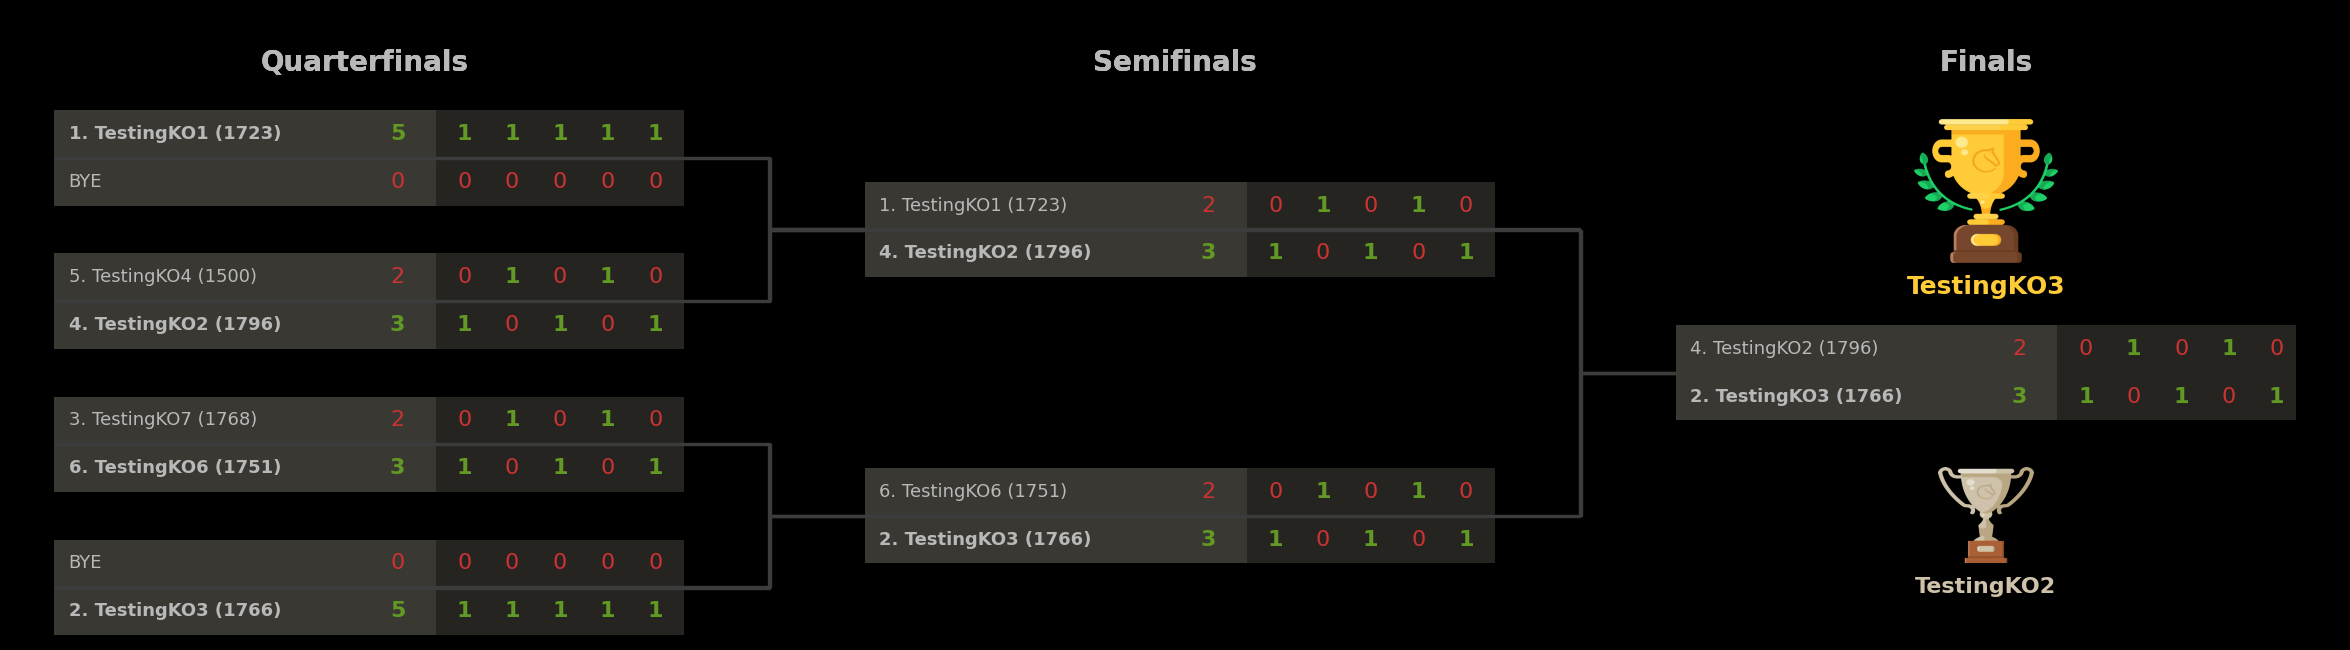 Quarterfinals
1. TestingKO1 (1723) 5 1 1 1 1 1
BYE 0 0 0 0 0 0
5. TestingKO4 (1500) 2 0 1 0 1 0
4. TestingKO2 (1796) 3 1 0 1 0 1
3. TestingKO7 (1768) 2 0 1 0 1 0
6. TestingKO6 (1751) 3 1 0 1 0 1
BYE 0 0 0 0 0 0
2. TestingKO3 (1766) 5 1 1 1 1 1
Semifinals
1. TestingKO1 (1723) 2 0 1 0 1 0
4. TestingKO2 (1796) 3 1 0 1 0 1
6. TestingKO6 (1751) 2 0 1 0 1 0
2. TestingKO3 (1766) 3 1 0 1 0 1
Finals
TestingKO3
4. TestingKO2 (1796) 2 0 1 0 1 0
2. TestingKO3 (1766) 3 1 0 1 0 1
TestingKO2